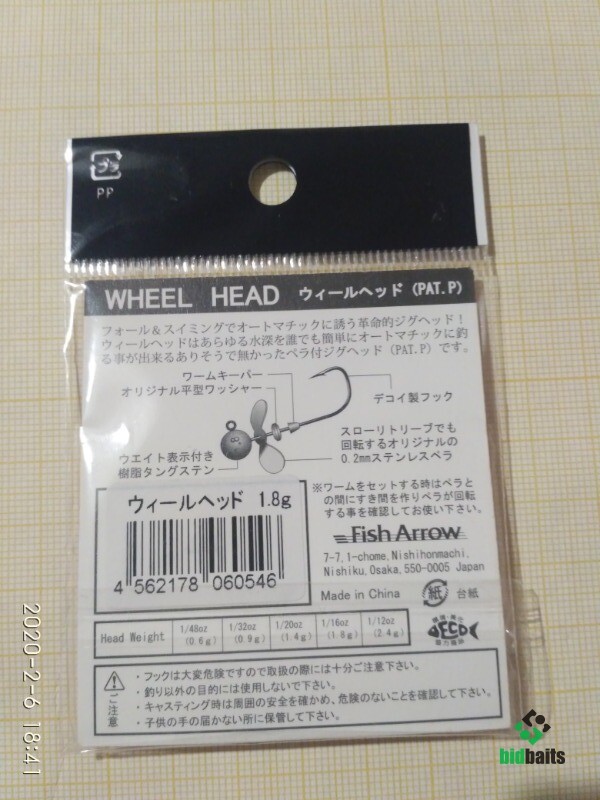 プラ
PP
WHEEL HEAD ウィールヘッド (PAT.P)
フォール&スイミングでオートマチックに誘う革命的ジグヘッド!
ウィールヘッドはあらゆる水深を誰でも簡単にオートマチックに釣
る事が出来るありそうで無かったペラ付ジグヘッド (PAT.P) です。
ワームキーパー
オリジナル平型ワッシャー
デコイ製フック
スローリトリーブでも
回転するオリジナルの
0.2mmステンレスペラ
ウエイト表示付き
樹脂タングステン
※ワームをセットする時はペラと
の間にすき間を作りペラが回転
する事を確認してお使い下さい。
ウィールヘッド 1.8g
4 562178 060546
Fish Arrow
7-7,1-chome,Nishihonmachi,
Nishiku,Osaka,550-0005 Japan
Made in China 紙 台紙
Head Weight 1/48oz (0.6g) 1/32oz (0.9g) 1/20oz (1.4g) 1/16oz (1.8g) 1/12oz (2.4g)
ECO
ご注意
・フックは大変危険ですので取扱の際には十分ご注意下さい。
・釣り以外の目的には使用しないで下さい。
・キャスティング時は周囲の安全を確かめ、危険のないことを確認して下さい。
・子供の手の届かない所に保管して下さい。
2020-2-6 18:41
bidbaits